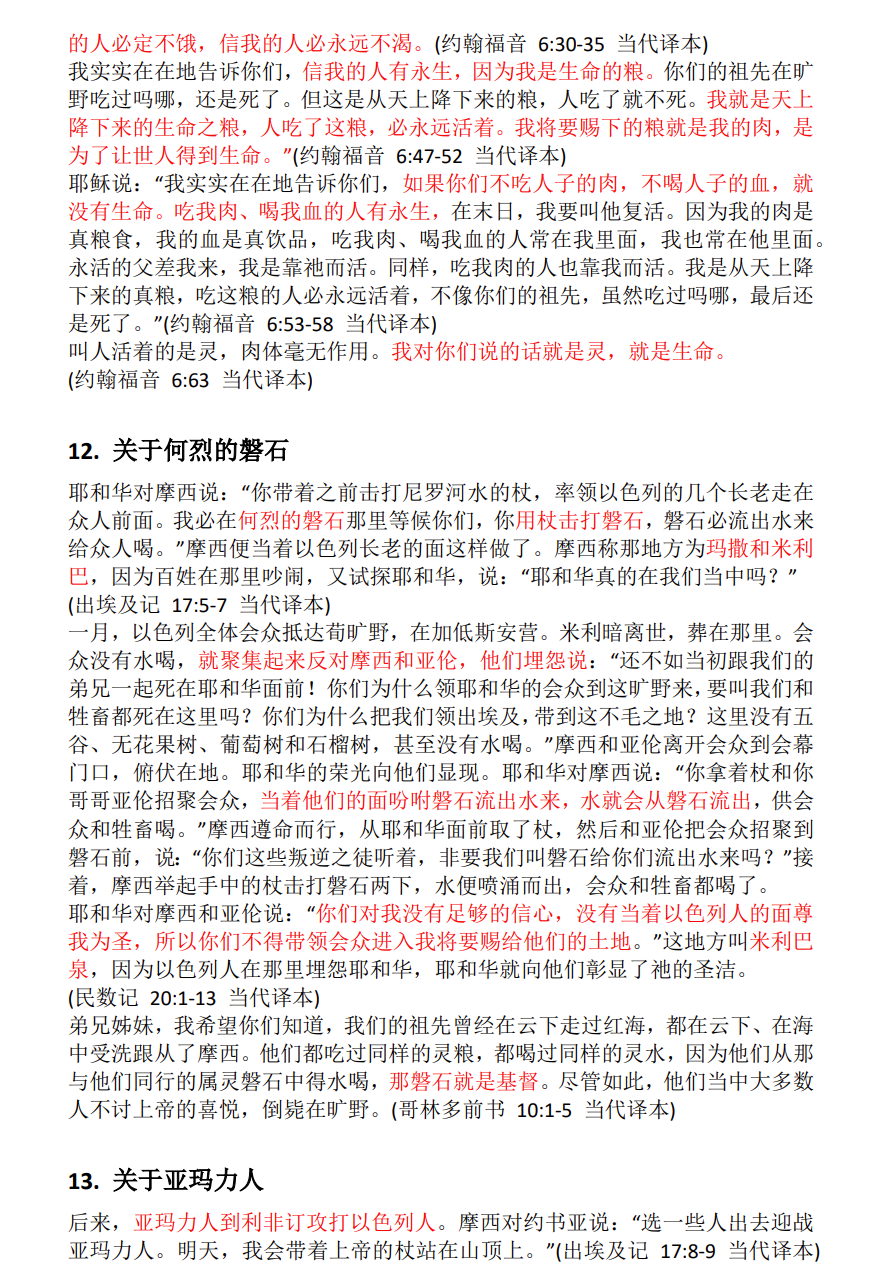 的人必定不饿，信我的人必永远不渴。(约翰福音 6:30-35 当代译本)
我实实在在地告诉你们，信我的人有永生，因为我是生命的粮。你们的祖先在旷
野吃过吗哪，还是死了。但这是从天上降下来的粮，人吃了就不死。我就是天上
降下来的生命之粮，人吃了这粮，必永远活着。我将要赐下的粮就是我的肉，是
为了让世人得到生命。”(约翰福音 6:47-52 当代译本)
耶稣说：“我实实在在地告诉你们，如果你们不吃人子的肉，不喝人子的血，就
没有生命。吃我肉、喝我血的人有永生，在末日，我要叫他复活。因为我的肉是
真粮食，我的血是真饮品，吃我肉、喝我血的人常在我里面，我也常在他里面。
永活的父差我来，我是靠祂而活。同样，吃我肉的人也靠我而活。我是从天上降
下来的真粮，吃这粮的人必永远活着，不像你们的祖先，虽然吃过吗哪，最后还
是死了。”(约翰福音 6:53-58 当代译本)
叫人活着的是灵，肉体毫无作用。我对你们说的话就是灵，就是生命。
(约翰福音 6:63 当代译本)
12. 关于何烈的磐石
耶和华对摩西说：“你带着之前击打尼罗河水的杖，率领以色列的几个长老走在
众人前面。我必在何烈的磐石那里等候你们，你用杖击打磐石，磐石必流出水来
给众人喝。”摩西便当着以色列长老的面这样做了。摩西称那地方为玛撒和米利
巴，因为百姓在那里吵闹，又试探耶和华，说：“耶和华真的在我们当中吗？”
(出埃及记 17:5-7 当代译本)
一月，以色列全体会众抵达荀旷野，在加低斯安营。米利暗离世，葬在那里。会
众没有水喝，就聚集起来反对摩西和亚伦，他们埋怨说：“还不如当初跟我们的
弟兄一起死在耶和华面前！你们为什么领耶和华的会众到这旷野来，要叫我们和
牲畜都死在这里吗？你们为什么把我们领出埃及，带到这不毛之地？这里没有五
谷、无花果树、葡萄树和石榴树，甚至没有水喝。”摩西和亚伦离开会众到会幕
门口，俯伏在地。耶和华的荣光向他们显现。耶和华对摩西说：“你拿着杖和你
哥哥亚伦招聚会众，当着他们的面吩咐磐石流出水来，水就会从磐石流出，供会
众和牲畜喝。”摩西遵命而行，从耶和华面前取了杖，然后和亚伦把会众招聚到
磐石前，说：“你们这些叛逆之徒听着，非要我们叫磐石给你们流出水来吗？”接
着，摩西举起手中的杖击打磐石两下，水便喷涌而出，会众和牲畜都喝了。
耶和华对摩西和亚伦说：“你们对我没有足够的信心，没有当着以色列人的面尊
我为圣，所以你们不得带领会众进入我将要赐给他们的土地。”这地方叫米利巴
泉，因为以色列人在那里埋怨耶和华，耶和华就向他们彰显了祂的圣洁。
(民数记 20:1-13 当代译本)
弟兄姊妹，我希望你们知道，我们的祖先曾经在云下走过红海，都在云下、在海
中受洗跟从了摩西。他们都吃过同样的灵粮，都喝过同样的灵水，因为他们从那
与他们同行的属灵磐石中得水喝，那磐石就是基督。尽管如此，他们当中大多数
人不讨上帝的喜悦，倒毙在旷野。(哥林多前书 10:1-5 当代译本)
13. 关于亚玛力人
后来，亚玛力人到利非订攻打以色列人。摩西对约书亚说：“选一些人出去迎战
亚玛力人。明天，我会带着上帝的杖站在山顶上。”(出埃及记 17:8-9 当代译本)